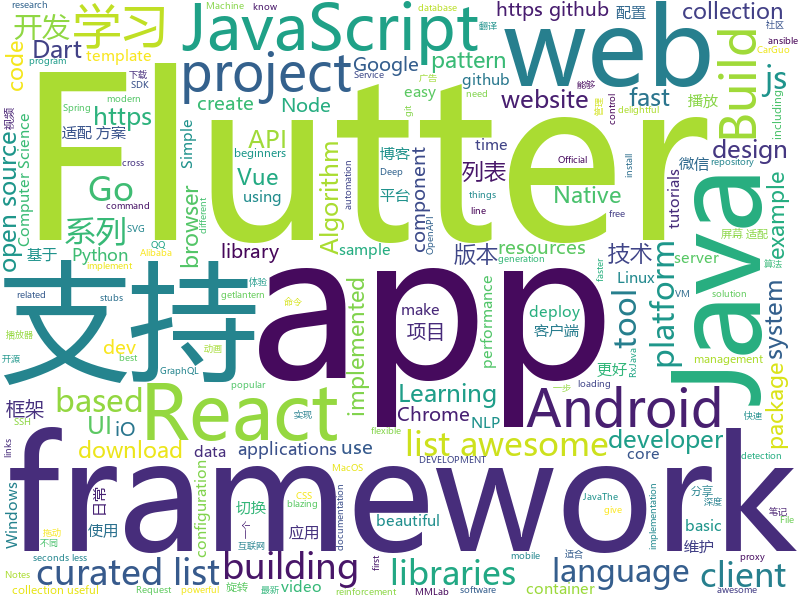 research
Machine
know
database
https github
配置
社区
翻译
ansible
开发
学习
JavaScript
web
collection
CarGuo
下载
SDK
program
Dart
code
template
project
Google
pattern
github
Build
js
视频
Service
广告
能够
Node
easy
website
fast
播放
Spring
create
git
need
control
delightful
modern
https
Flutter
including
适配 方案
API
Simple
time
design
open source
Computer Science
beginners
Deep
博客
平台
component
列表
微信
tutorials
cross
Go
Vue
using
Native
things
Official
install
repository
Algorithm
automation
browser
different
example
系列
Python
library
command
line
OpenAPI
sample
版本
resources
free
屏幕 适配
基于
技术
server
SVG
QQ
Alibaba
implement
generation
faster
Linux
算法
支持
app
Java
related
stubs
getlantern
体验
命令
performance
make
tool
platform
VM
solution
management
播放器
best
GraphQL
implemented
项目
deploy
客户端
system
开源
动画
RxJava
popular
dev
更好
一步
package
React
Android
框架
based
Learning
实现
loading
flexible
Chrome
NLP
快速
UI
iO
download
applications
use
list awesome
developer
links
SSH
data
DEVELOPMENT
core
framework
Windows
日常
configuration
MacOS
CSS
blazing
documentation
切换
beautiful
implementation
JavaThe
give
分享
深度
detection
使用
互联网
应用
basic
维护
笔记
File
拖动
不同
first
mobile
适合
curated list
building
libraries
language
client
seconds less
旋转
最新
video
reinforcement
software
container
proxy
Notes
collection useful
Request
powerful
MMLab
awesome